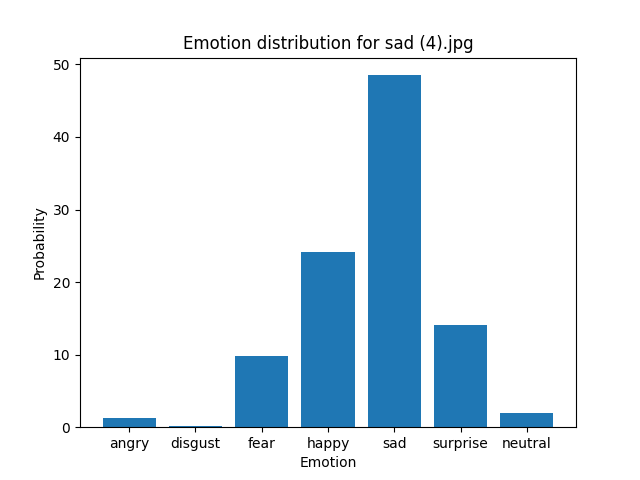 Emotion distribution for sad (4).jpg
50
40
30
20
10
0
Probability
angry disgust fear happy sad surprise neutral
Emotion